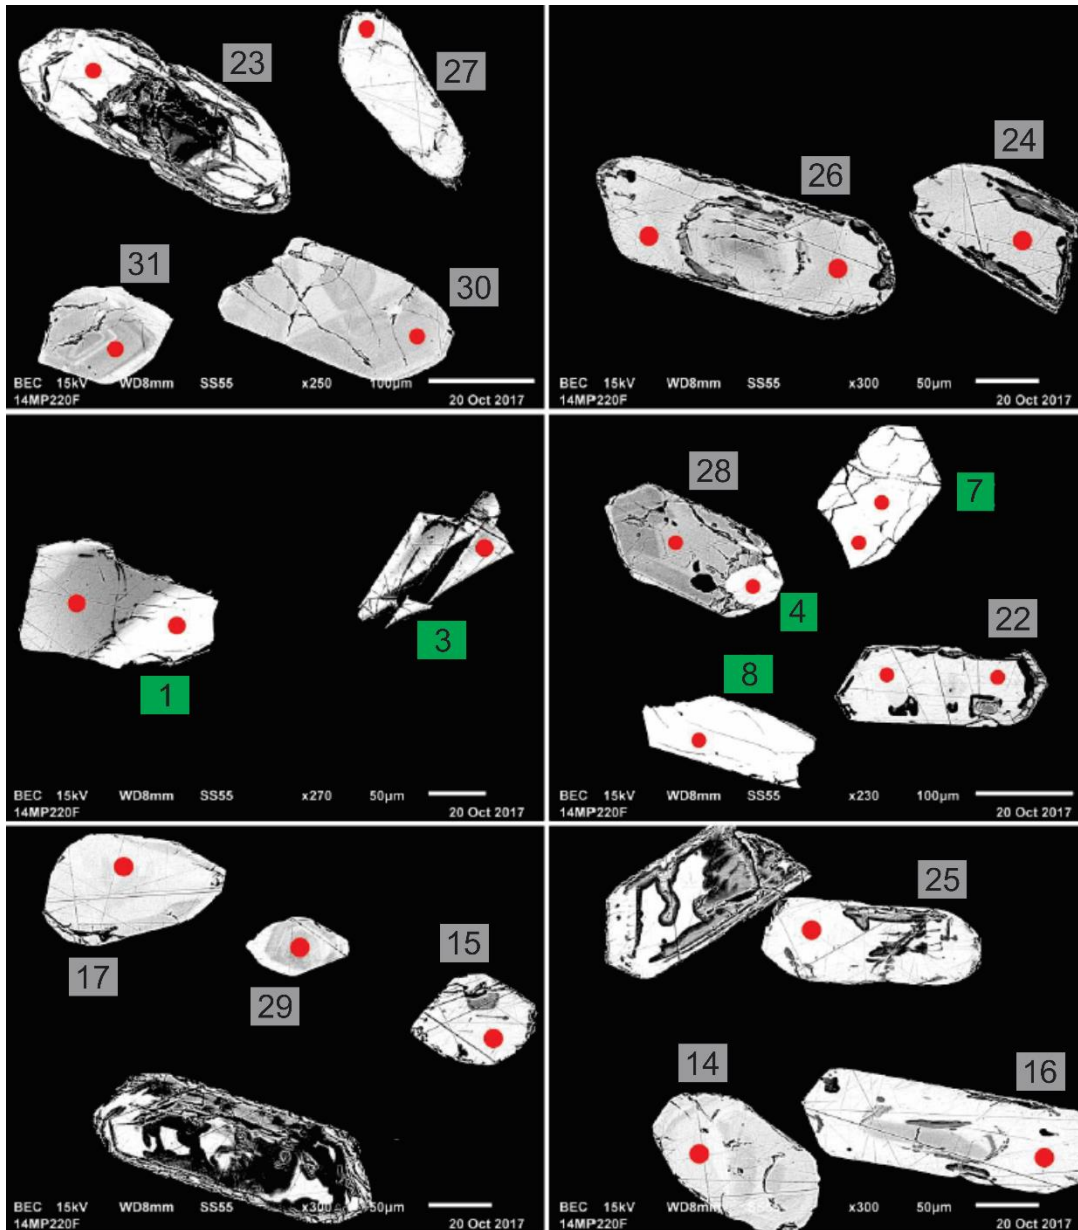 23
27
31
30
BEC 15kV WD8mm SS55 x250 100µm
14MP220F 20 Oct 2017
24
26
BEC 15kV WD8mm SS55 x300 50µm
14MP220F 20 Oct 2017
1
3
BEC 15kV WD8mm SS55 x270 50µm
14MP220F 20 Oct 2017
28
7
4
22
8
BEC 15kV WD8mm SS55 x230 100µm
14MP220F 20 Oct 2017
15
17
29
BEC 15kV WD8mm SS55 x300 50µm
14MP220F 20 Oct 2017
25
14
16
BEC 15kV WD8mm SS55 x300 50µm
14MP220F 20 Oct 2017